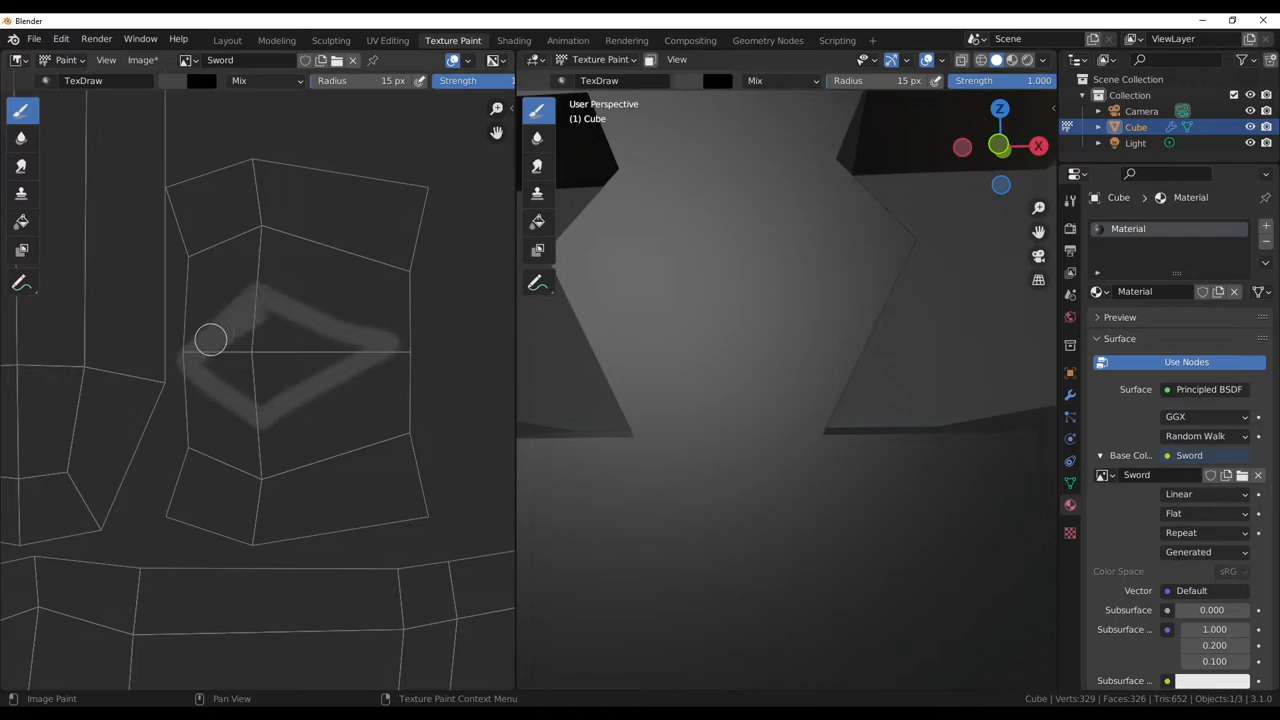 Blender
File Edit Render Window Help Layout Modeling Sculpting UV Editing Texture Paint Shading Animation Rendering Compositing Geometry Nodes Scripting + Scene ViewLayer
Paint View Image* Sword Texture Paint View
TexDraw Mix Radius 15 px Strength 1 TexDraw Mix Radius 15 px Strength 1.000
Scene Collection
Collection
Camera
Cube
Light
User Perspective
(1) Cube
Z
X
Cube Material
Material
Material
Preview
Surface
Use Nodes
Surface Principled BSDF
GGX
Random Walk
Base Col... Sword
Sword
Linear
Flat
Repeat
Generated
Color Space sRG
Vector Default
Subsurface 0.000
Subsurface ... 1.000
0.200
0.100
Subsurface ...
Image Paint Pan View Texture Paint Context Menu Cube | Verts:329 | Faces:326 | Tris:652 | Objects:1/3 | 3.1.0